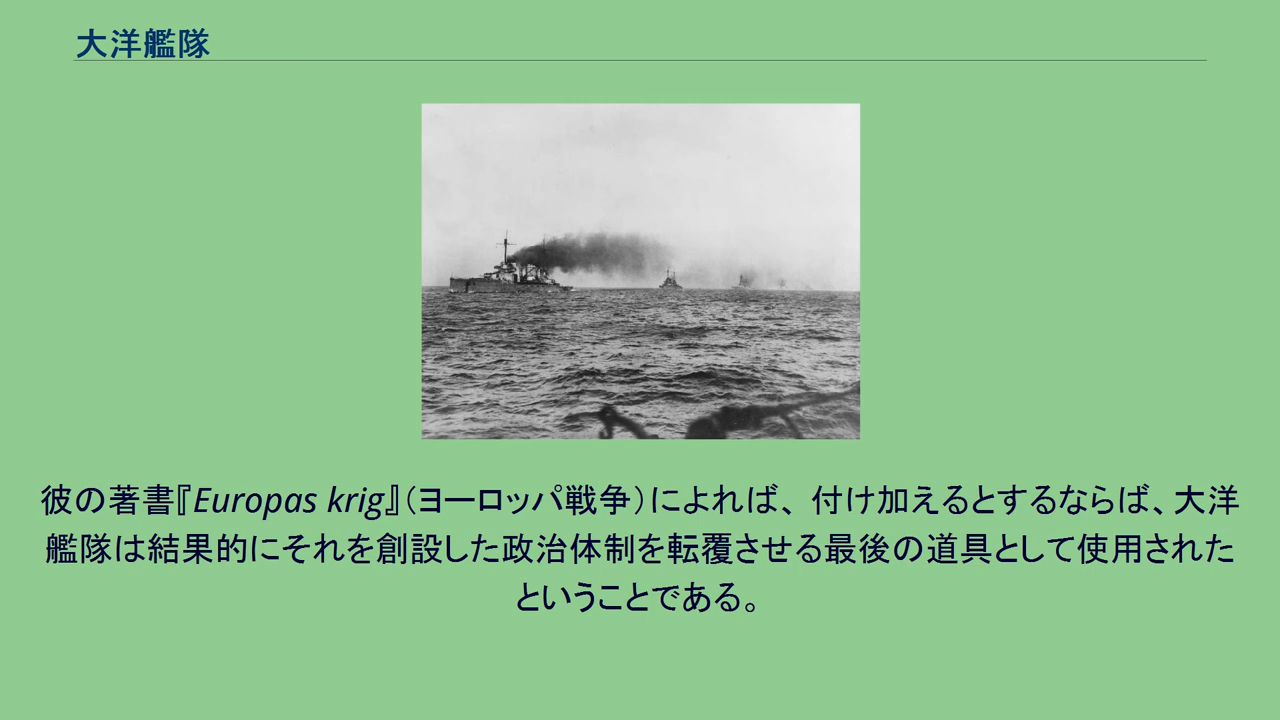 大洋艦隊
彼の著書『Europas krig』（ヨーロッパ戦争）によれば、付け加えるとするならば、大洋
艦隊は結果的にそれを創設した政治体制を転覆させる最後の道具として使用された
ということである。